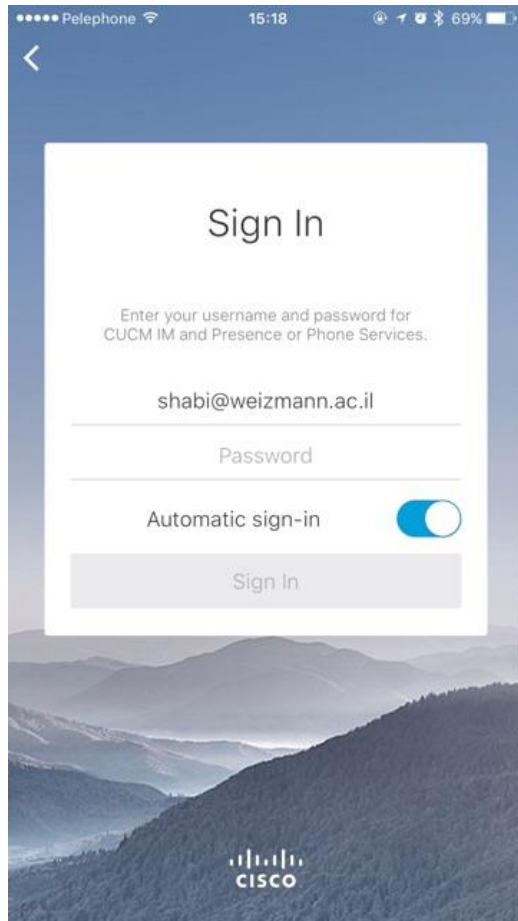 Pelephone 15:18 69%
Sign In
Enter your username and password for
CUCM IM and Presence or Phone Services.
shabi@weizmann.ac.il
Password
Automatic sign-in
Sign In
CISCO